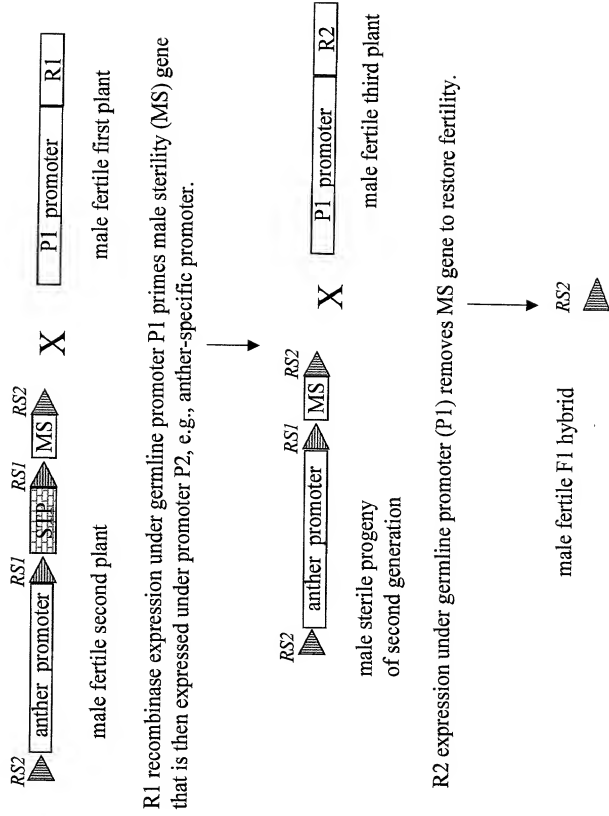 RS2 RS1 RS1 RS2
anther promoter STP MS X P1 promoter R1
male fertile second plant male fertile first plant
R1 recombinase expression under germline promoter P1 primes male sterility (MS) gene
that is then expressed under promoter P2, e.g., anther-specific promoter.
RS2 RS1 RS2
anther promoter MS X P1 promoter R2
male sterile progeny male fertile third plant
of second generation
R2 expression under germline promoter (P1) removes MS gene to restore fertility.
RS2
male fertile F1 hybrid